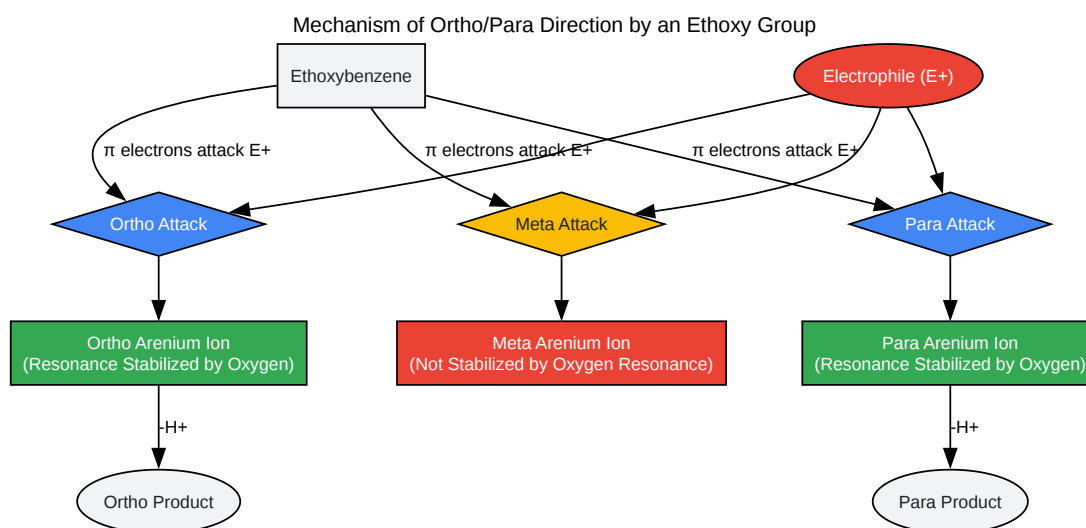 Mechanism of Ortho/Para Direction by an Ethoxy Group
Ethoxybenzene
Electrophile (E+)
π electrons attack E+
π electrons attack E+
π electrons attack E+
Ortho Attack
Meta Attack
Para Attack
Ortho Arenium Ion
(Resonance Stabilized by Oxygen)
Meta Arenium Ion
(Not Stabilized by Oxygen Resonance)
Para Arenium Ion
(Resonance Stabilized by Oxygen)
-H+
-H+
Ortho Product
Para Product